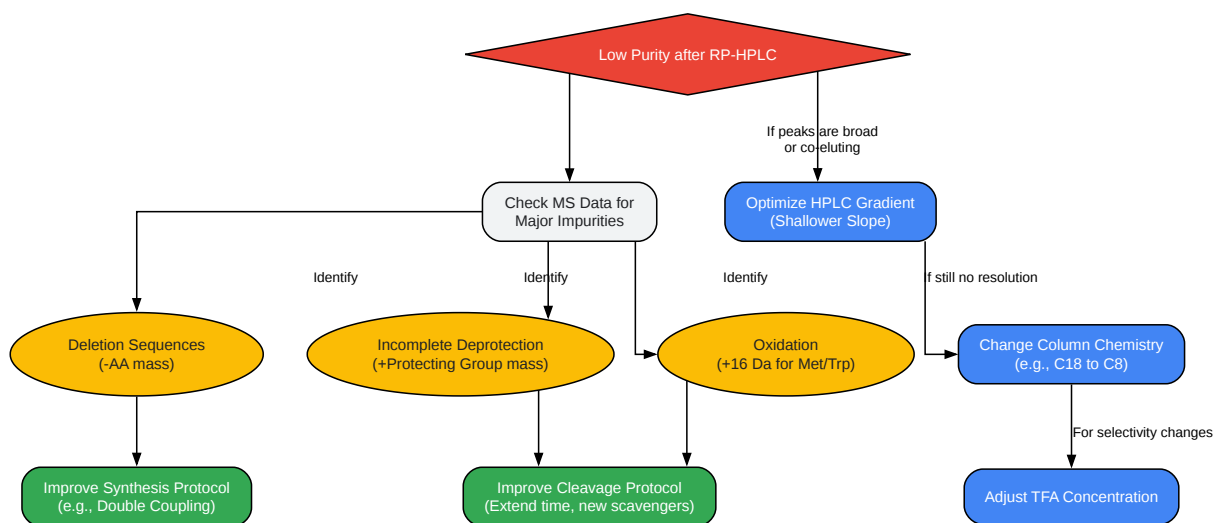 Low Purity after RP-HPLC
If peaks are broad
or co-eluting
Check MS Data for
Major Impurities
Optimize HPLC Gradient
(Shallower Slope)
Identify
Identify
Identify
If still no resolution
Deletion Sequences
(-AA mass)
Incomplete Deprotection
(+Protecting Group mass)
Oxidation
(+16 Da for Met/Trp)
Change Column Chemistry
(e.g., C18 to C8)
For selectivity changes
Improve Synthesis Protocol
(e.g., Double Coupling)
Improve Cleavage Protocol
(Extend time, new scavengers)
Adjust TFA Concentration